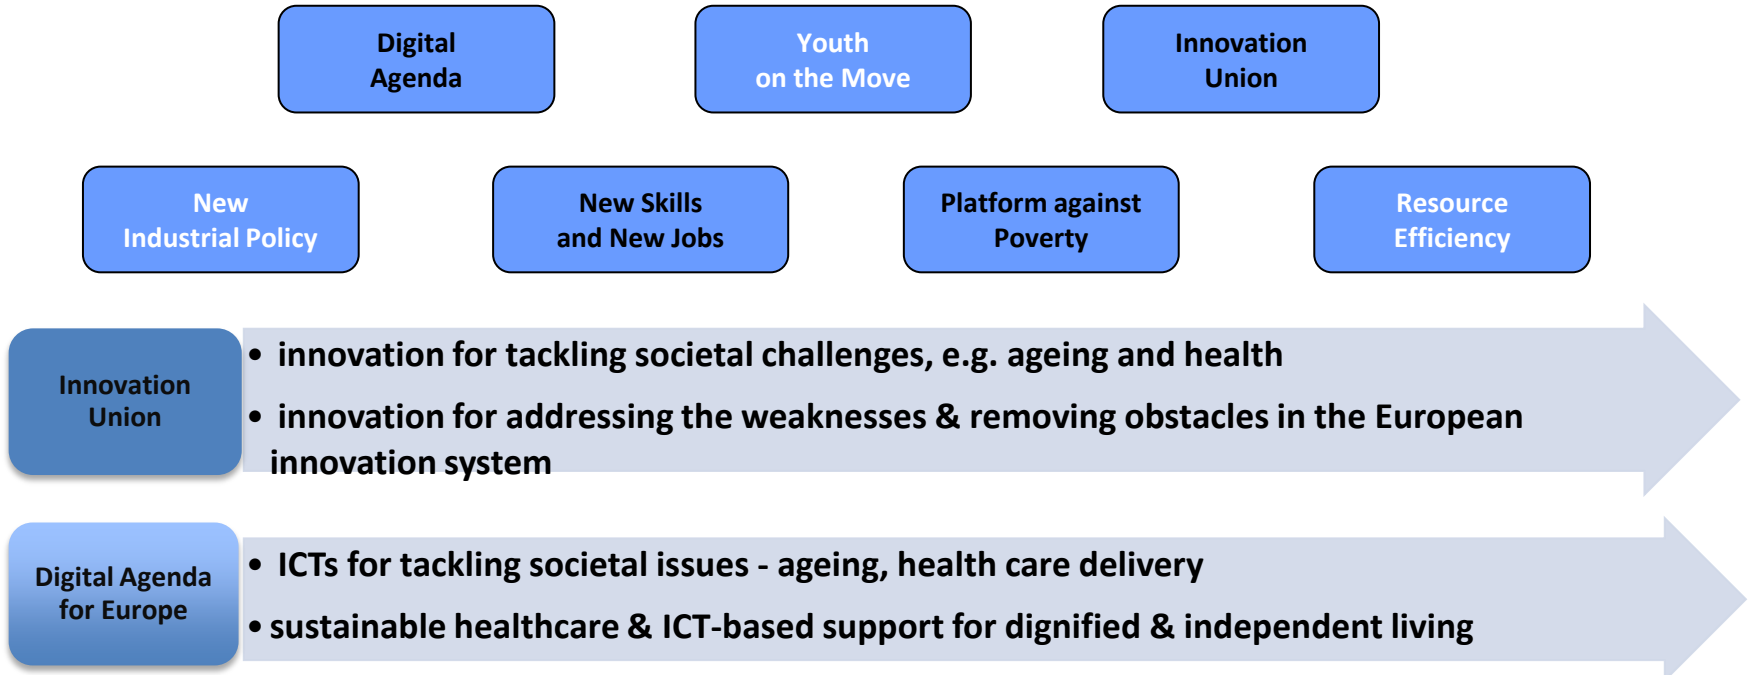 Digital
Agenda
Youth
on the Move
Innovation
Union
New
Industrial Policy
New Skills
and New Jobs
Platform against
Poverty
Resource
Efficiency
Innovation
Union
• innovation for tackling societal challenges, e.g. ageing and health
• innovation for addressing the weaknesses & removing obstacles in the European
innovation system
Digital Agenda
for Europe
• ICTs for tackling societal issues - ageing, health care delivery
• sustainable healthcare & ICT-based support for dignified & independent living